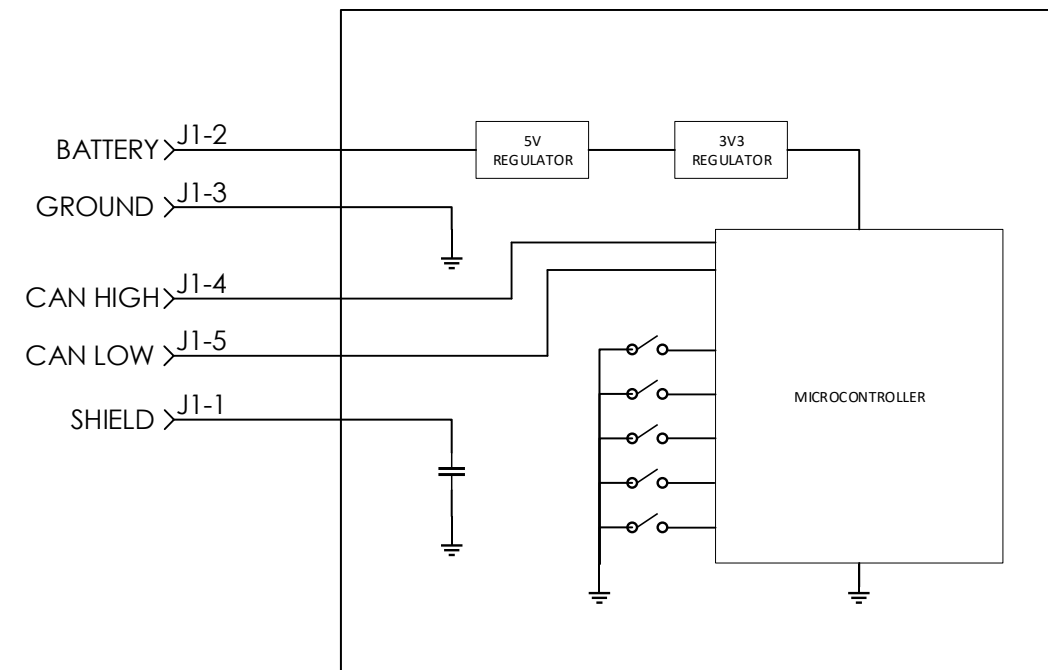 BATTERY J1-2
5V
REGULATOR
3V3
REGULATOR
GROUND J1-3
CAN HIGH J1-4
CAN LOW J1-5
MICROCONTROLLER
SHIELD J1-1